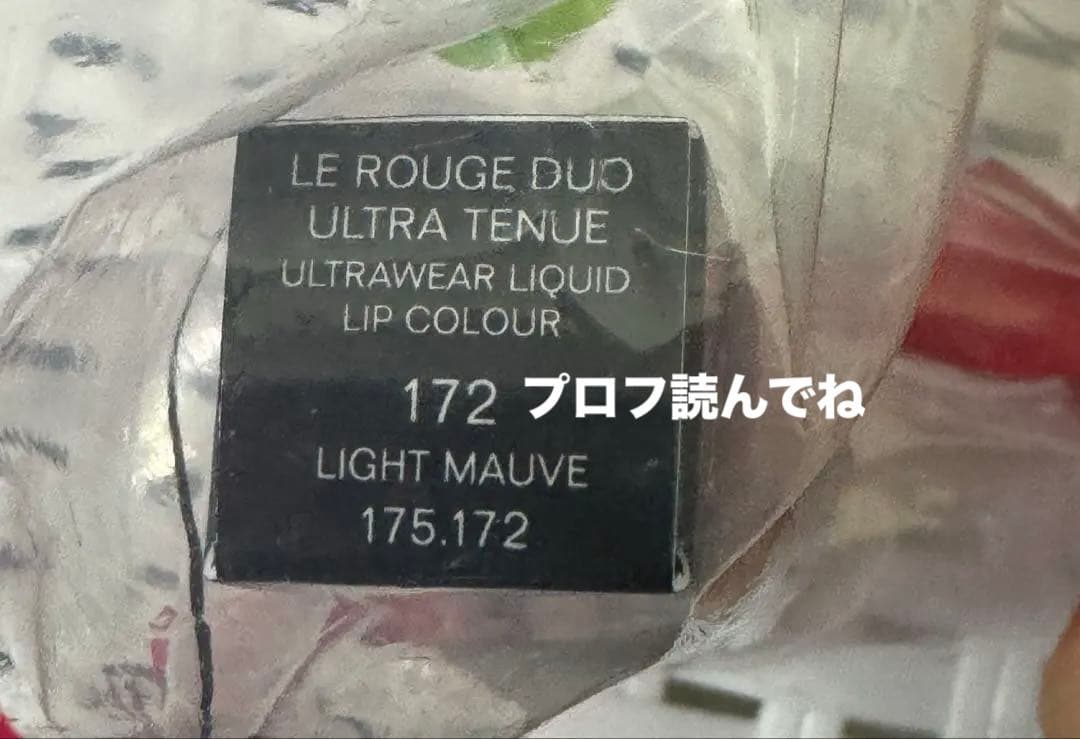 LE ROUGE DUO
ULTRA TENUE
ULTRAWEAR LIQUID
LIP COLOUR
172
プロフ読んでね
LIGHT MAUVE
175.172